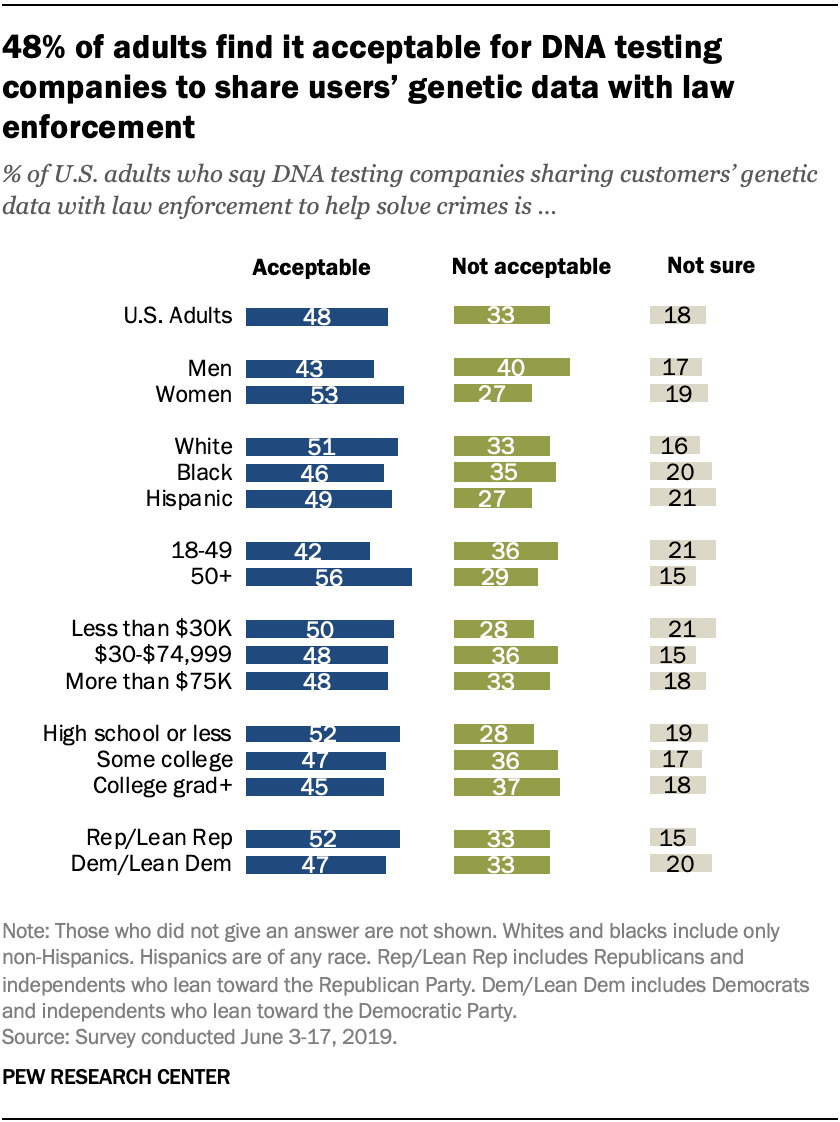 48% of adults find it acceptable for DNA testing
companies to share users’ genetic data with law
enforcement
% of U.S. adults who say DNA testing companies sharing customers’ genetic
data with law enforcement to help solve crimes is ...
Acceptable Not acceptable Not sure
U.S. Adults 48 33 18
Men 43 40 17
Women 53 27 19
White 51 33 16
Black 46 35 20
Hispanic 49 27 21
18-49 42 36 21
50+ 56 29 15
Less than $30K 50 28 21
$30-$74,999 48 36 15
More than $75K 48 33 18
High school or less 52 28 19
Some college 47 36 17
College grad+ 45 37 18
Rep/Lean Rep 52 33 15
Dem/Lean Dem 47 33 20
Note: Those who did not give an answer are not shown. Whites and blacks include only
non-Hispanics. Hispanics are of any race. Rep/Lean Rep includes Republicans and
independents who lean toward the Republican Party. Dem/Lean Dem includes Democrats
and independents who lean toward the Democratic Party.
Source: Survey conducted June 3-17, 2019.
PEW RESEARCH CENTER